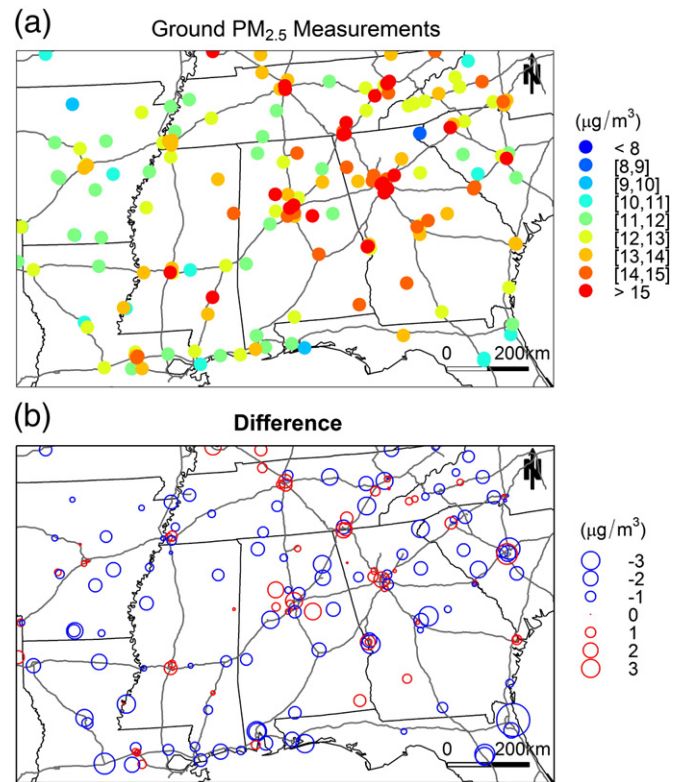 (a)
Ground PM2.5 Measurements
N
(μg/m³)
< 8
[8,9]
[9,10]
[10,11]
[11,12]
[12,13]
[13,14]
[14,15]
> 15
0 200km
(b)
Difference
N
(μg/m³)
-3
-2
-1
0
1
2
3
0 200km